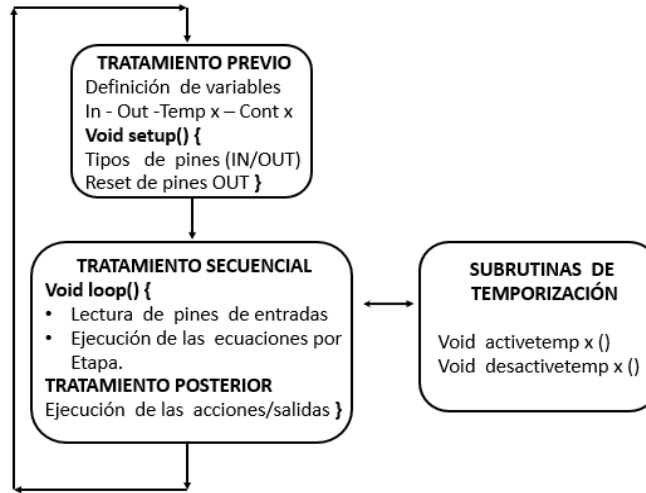 TRATAMIENTO PREVIO
Definición de variables
In - Out -Temp x – Cont x
Void setup() {
Tipos de pines (IN/OUT)
Reset de pines OUT }
TRATAMIENTO SECUENCIAL
Void loop() {
• Lectura de pines de entradas
• Ejecución de las ecuaciones por
Etapa.
TRATAMIENTO POSTERIOR
Ejecución de las acciones/salidas }
SUBRUTINAS DE
TEMPORIZACIÓN
Void activetemp x ()
Void desactivetemp x ()